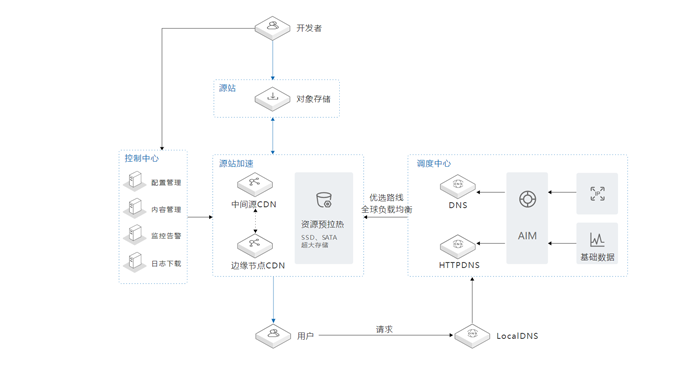 开发者
源站
对象存储
控制中心
配置管理
内容管理
监控告警
日志下载
源站加速
中间源CDN
边缘节点CDN
资源预拉热
SSD、SATA
超大存储
优选路线
全球负载均衡
调度中心
DNS
HTTPDNS
AIM
IP
基础数据
用户
请求
LocalDNS